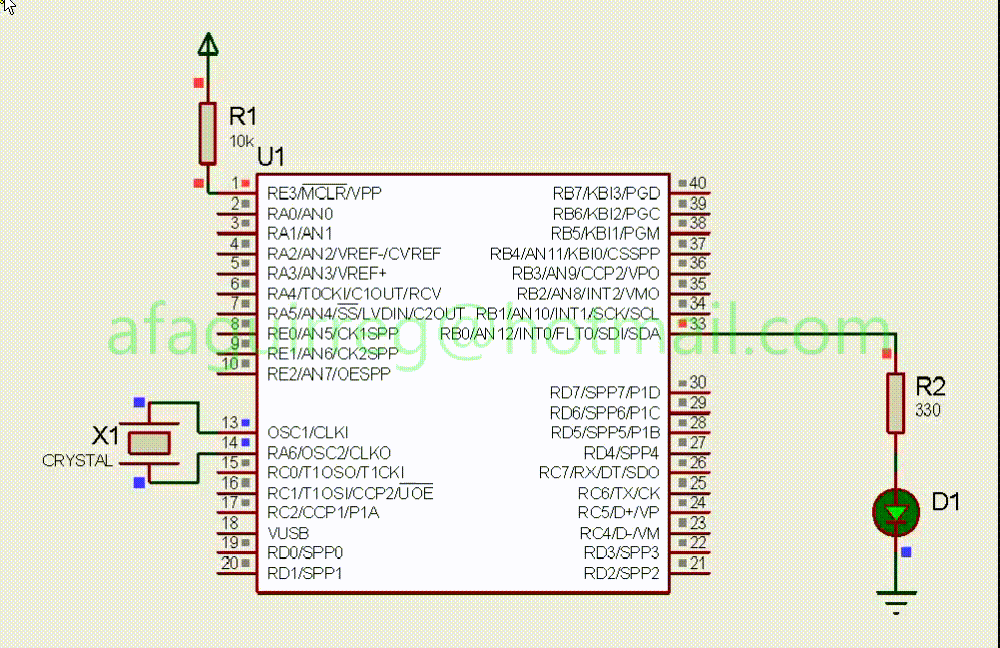 R1
10k
U1
1 RE3/MCLR/VPP RB7/KBI3/PGD 40
2 RA0/AN0 RB6/KBI2/PGC 39
3 RA1/AN1 RB5/KBI1/PGM 38
4 RA2/AN2/VREF-/CVREF RB4/AN11/KBI0/CSSPP 37
5 RA3/AN3/VREF+ RB3/AN9/CCP2/VPO 36
6 RA4/T0CKI/C1OUT/RCV RB2/AN8/INT2/VMO 35
7 RA5/AN4/SS/LVDIN/C2OUT RB1/AN10/INT1/SCK/SCL 34
8 RE0/AN5/CK1SPP RB0/AN12/INT0/FLT0/SDI/SDA 33
afaguirreg@hotmail.com
9 RE1/AN6/CK2SPP
10 RE2/AN7/OESPP
RD7/SPP7/P1D 30
RD6/SPP6/P1C 29
13 OSC1/CLKI RD5/SPP5/P1B 28
14 RA6/OSC2/CLKO RD4/SPP4 27
15 RC0/T1OSO/T1CKI RC7/RX/DT/SDO 26
16 RC1/T1OSI/CCP2/UOE RC6/TX/CK 25
17 RC2/CCP1/P1A RC5/D+/VP 24
18 VUSB RC4/D-/VM 23
19 RD0/SPP0 RD3/SPP3 22
20 RD1/SPP1 RD2/SPP2 21
X1
CRYSTAL
R2
330
D1